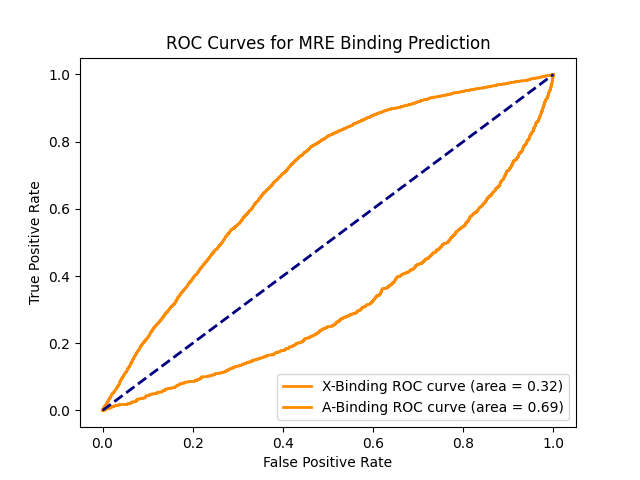 ROC Curves for MRE Binding Prediction
1.0
0.8
0.6
0.4
0.2
0.0
True Positive Rate
X-Binding ROC curve (area = 0.32)
A-Binding ROC curve (area = 0.69)
0.0 0.2 0.4 0.6 0.8 1.0
False Positive Rate